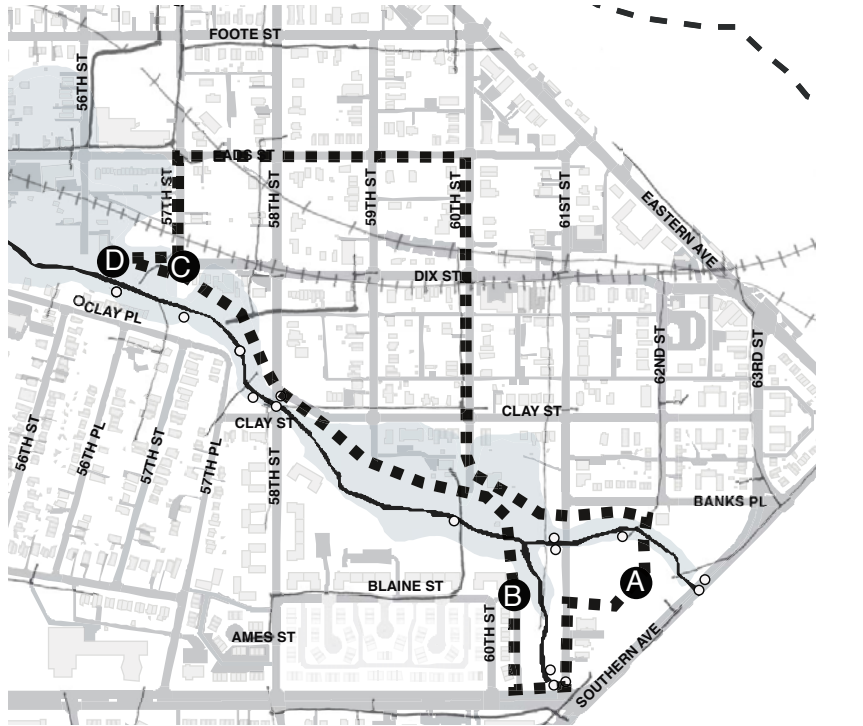 FOOTE ST
56TH ST
EADS ST
57TH ST
58TH ST
59TH ST
60TH ST
61ST ST
EASTERN AVE
D
C
DIX ST
CLAY PL
62ND ST
63RD ST
CLAY ST
CLAY ST
56TH ST
56TH PL
57TH ST
57TH PL
58TH ST
BANKS PL
BLAINE ST
B
A
AMES ST
60TH ST
SOUTHERN AVE